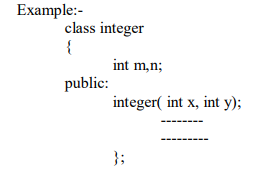 Example:-
class integer
{
int m,n;
public:
integer( int x, int y);
--------
---------
};